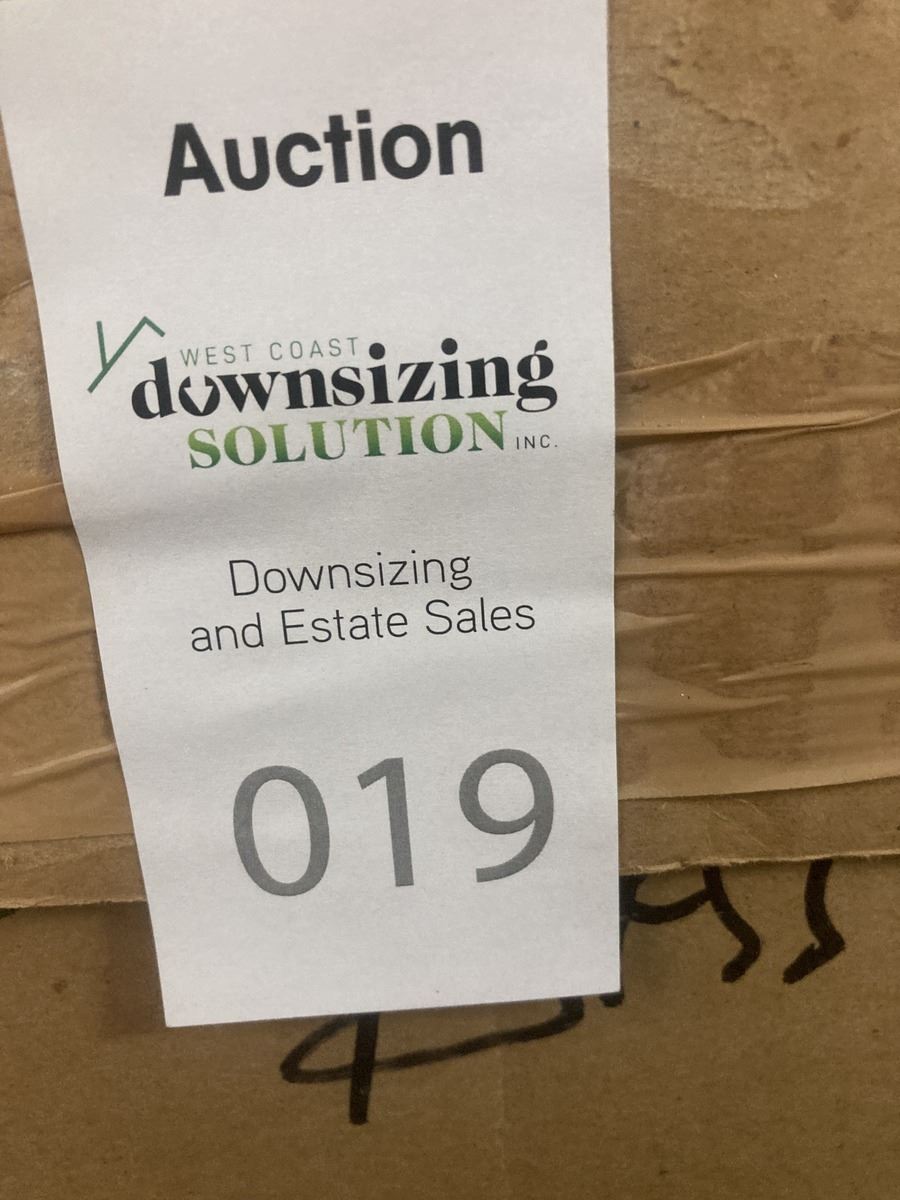 Auction
WEST COAST
downsizing
SOLUTION INC.
Downsizing
and Estate Sales
019